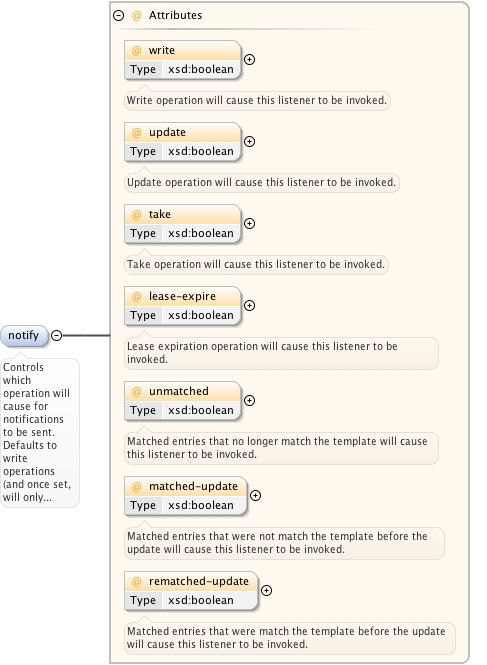 @ Attributes
@ write
Type xsd:boolean
Write operation will cause this listener to be invoked.
@ update
Type xsd:boolean
Update operation will cause this listener to be invoked.
@ take
Type xsd:boolean
Take operation will cause this listener to be invoked.
@ lease-expire
Type xsd:boolean
Lease expiration operation will cause this listener to be
invoked.
notify
Controls
which
operation will
cause for
notifications
to be sent.
Defaults to
write
operations
(and once set,
will only...
@ unmatched
Type xsd:boolean
Matched entries that no longer match the template will cause
this listener to be invoked.
@ matched-update
Type xsd:boolean
Matched entries that were not match the template before the
update will cause this listener to be invoked.
@ rematched-update
Type xsd:boolean
Matched entries that were match the template before the update
will cause this listener to be invoked.